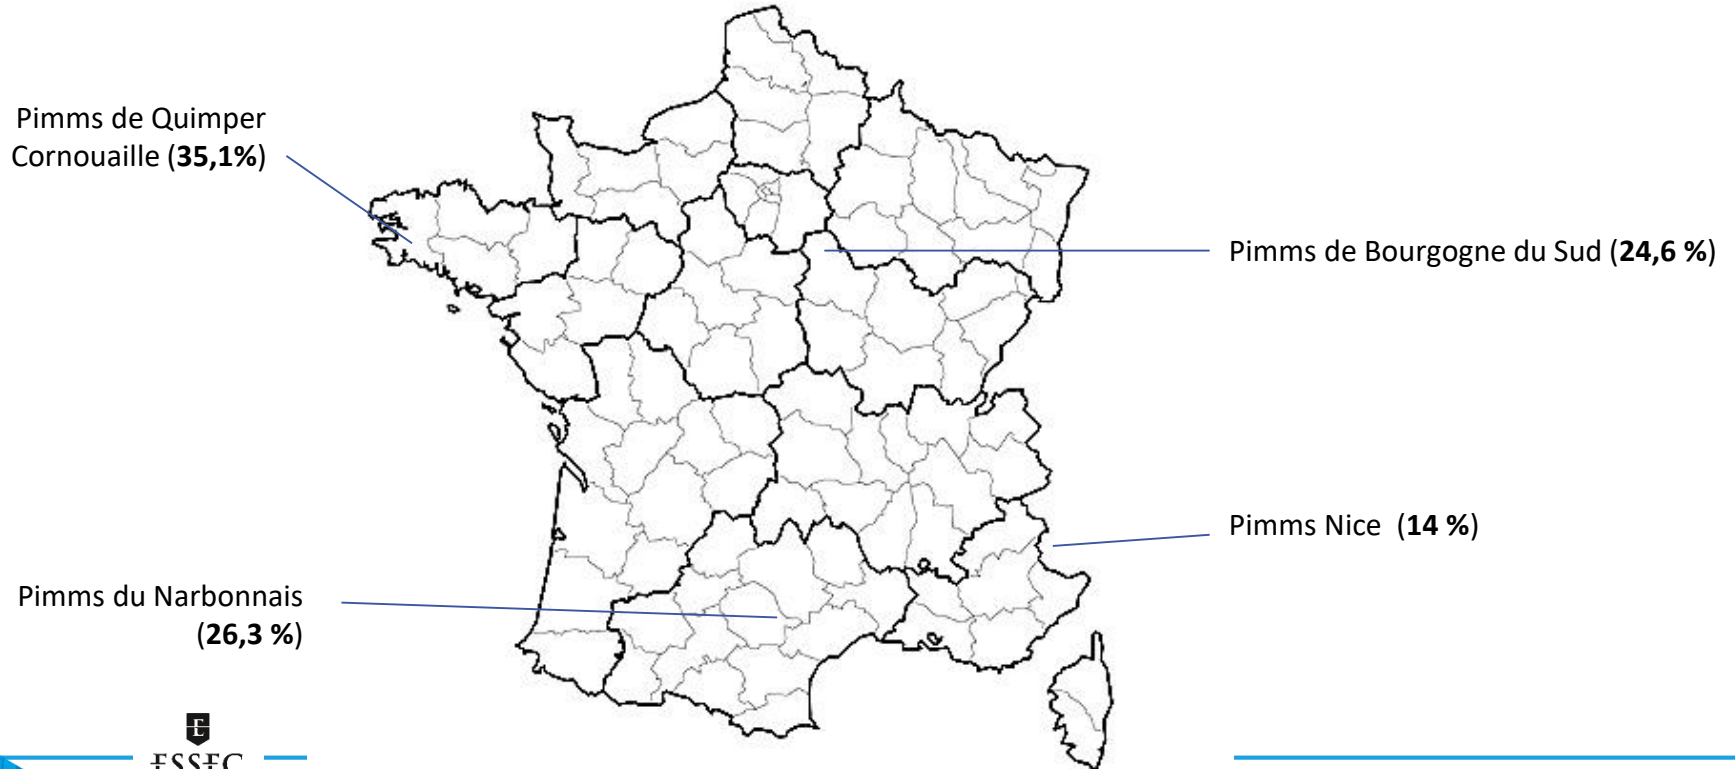 Pimms de Quimper
Cornouaille (35,1%)
Pimms de Bourgogne du Sud (24,6 %)
Pimms Nice (14 %)
Pimms du Narbonnais
(26,3 %)
E
ESSEC